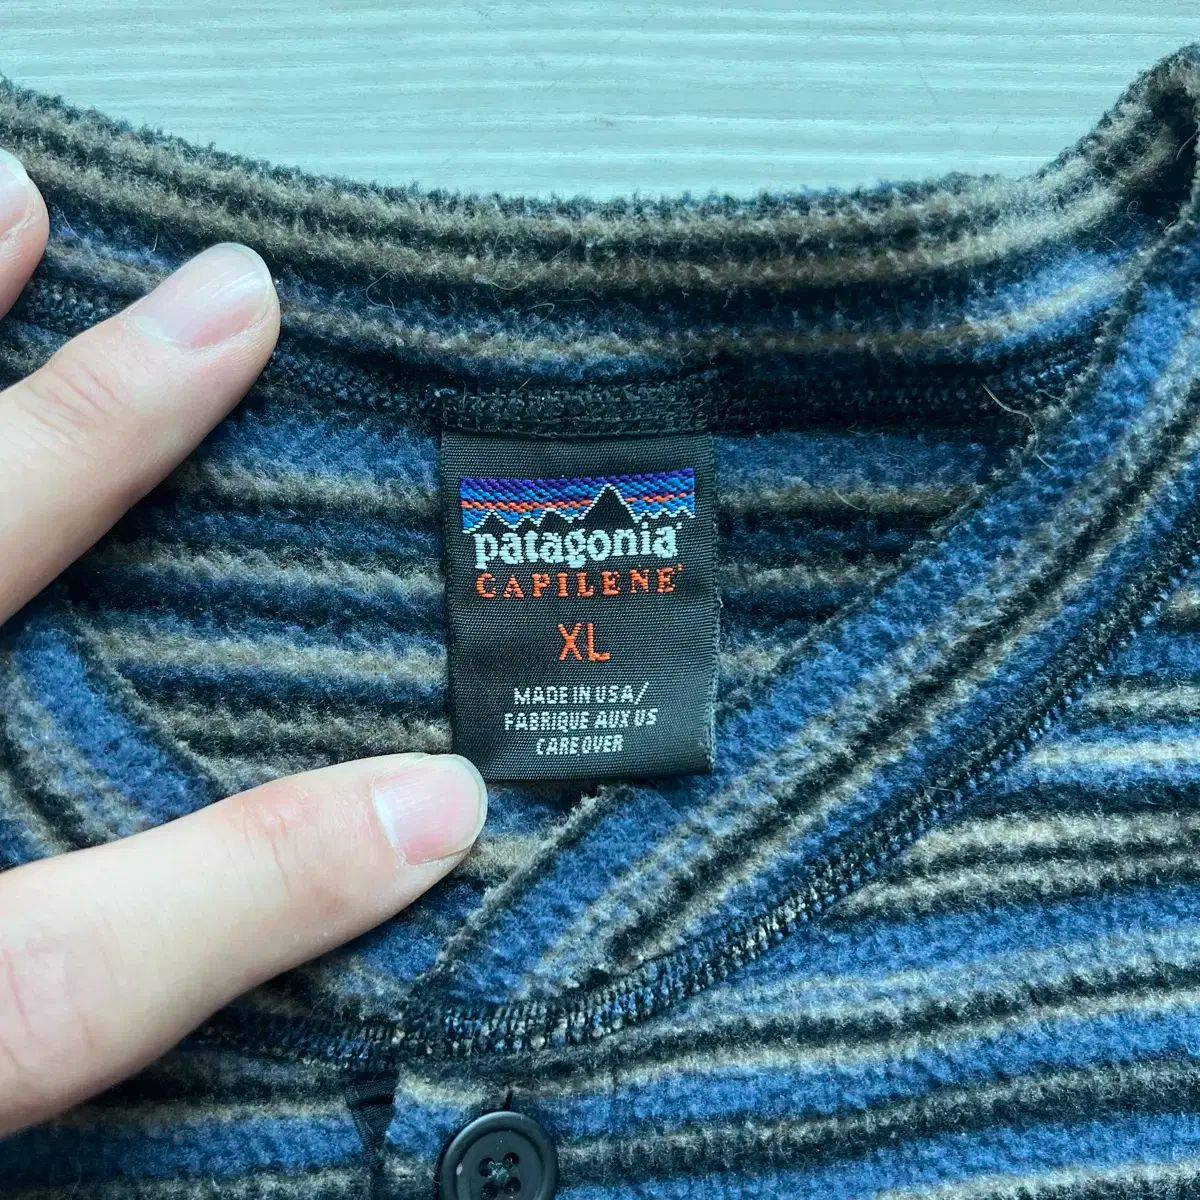 patagonia®
CAPILENE®
XL
MADE IN USA/
FABRIQUE AUX US
CARE OVER